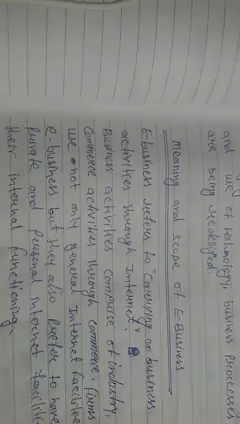 and use of technology, business processes
are being redefined.
Meaning and scope of E-Business
E-business refers to "Carrying on business
activities through Internet."
Business activities comprise of industry,
Commerce activities through commerce. Firms
use not only general Internet facilities
e-business but they also prefer to have
private and personal Internet facilities
their internal functioning